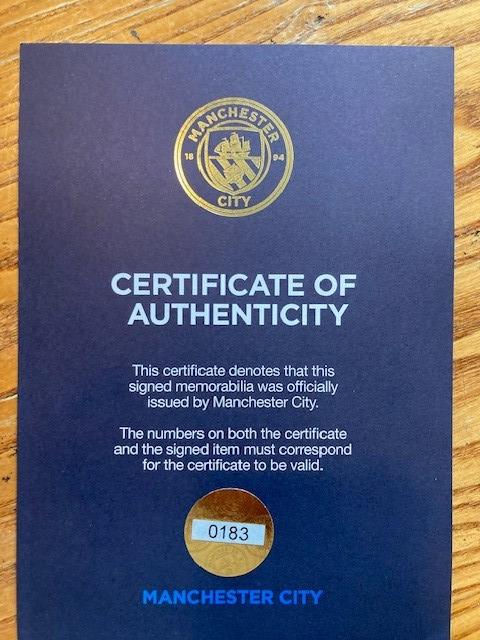 MANCHESTER
18 94
CITY
CERTIFICATE OF
AUTHENTICITY
This certificate denotes that this
signed memorabilia was officially
issued by Manchester City.
The numbers on both the certificate
and the signed item must correspond
for the certificate to be valid.
0183
MANCHESTER CITY